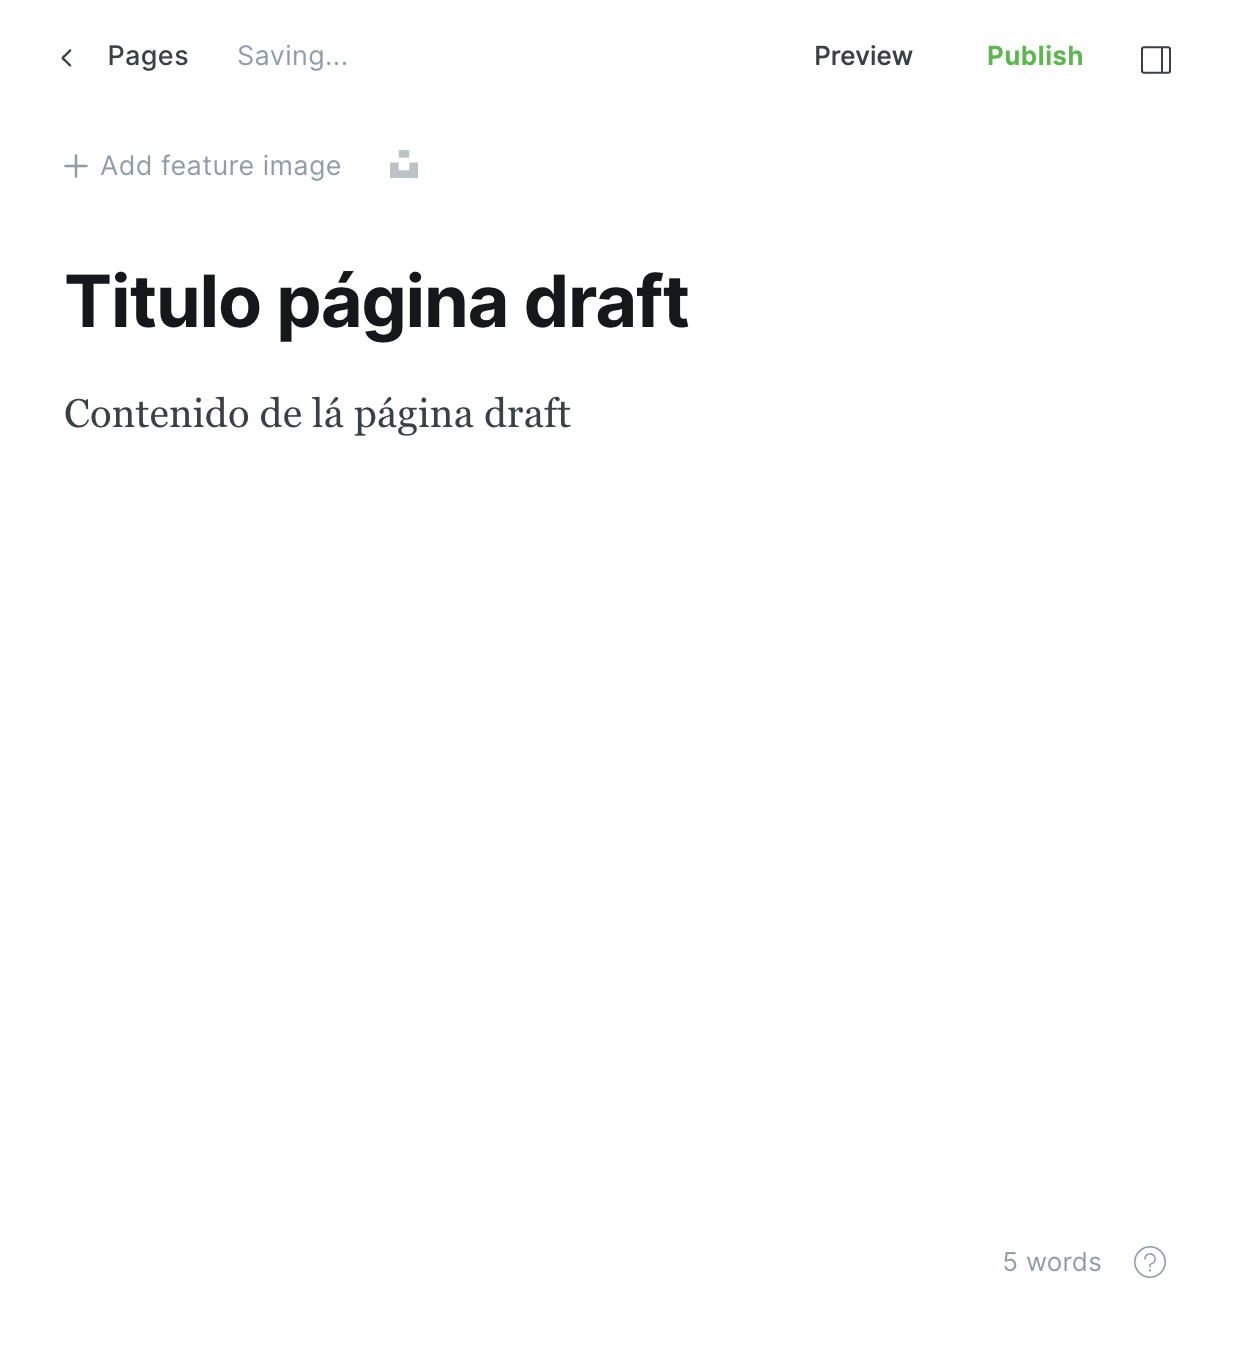 Pages Saving... Preview Publish
Add feature image
Titulo página draft
Contenido de lá página draft
5 words ?